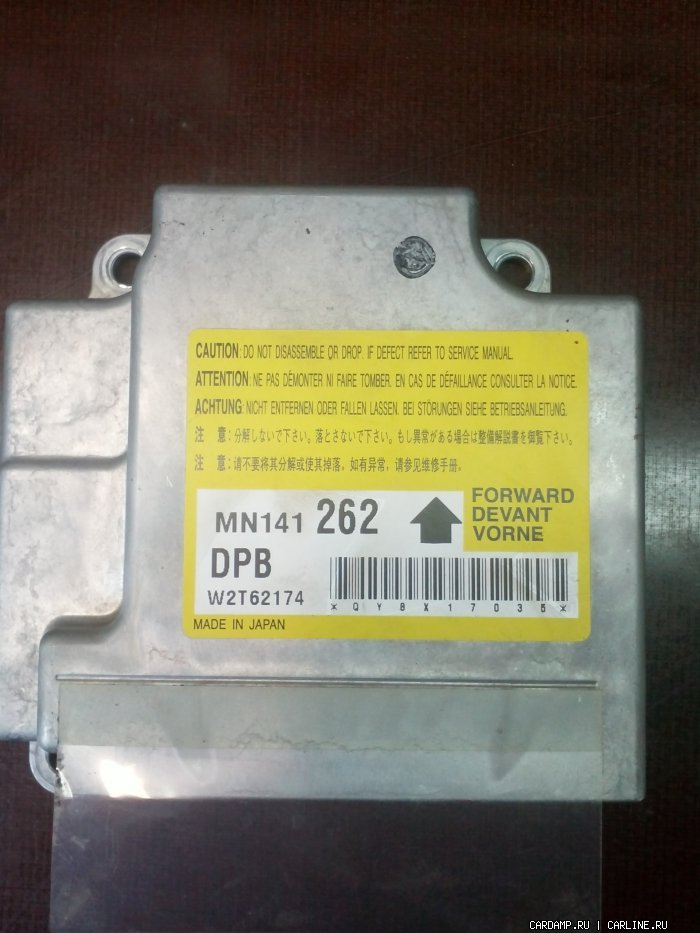 CAUTION: DO NOT DISASSEMBLE OR DROP. IF DEFECT REFER TO SERVICE MANUAL.
ATTENTION: NE PAS DÉMONTER NI FAIRE TOMBER. EN CAS DE DÉFAILLANCE CONSULTER LA NOTICE.
ACHTUNG: NICHT ENTFERNEN ODER FALLEN LASSEN. BEI STÖRUNGEN SIEHE BETRIEBSANLEITUNG.
注 意:分解しないで下さい。落とさないで下さい。もし異常がある場合は整備解説書を御覧下さい。
注 意:请不要将其分解或使其掉落。如有异常,请参见维修手册.
MN141 262
FORWARD
DEVANT
VORNE
DPB
W2T62174
*QY8X17035*
MADE IN JAPAN
CARDAMP.RU | CARLINE.RU